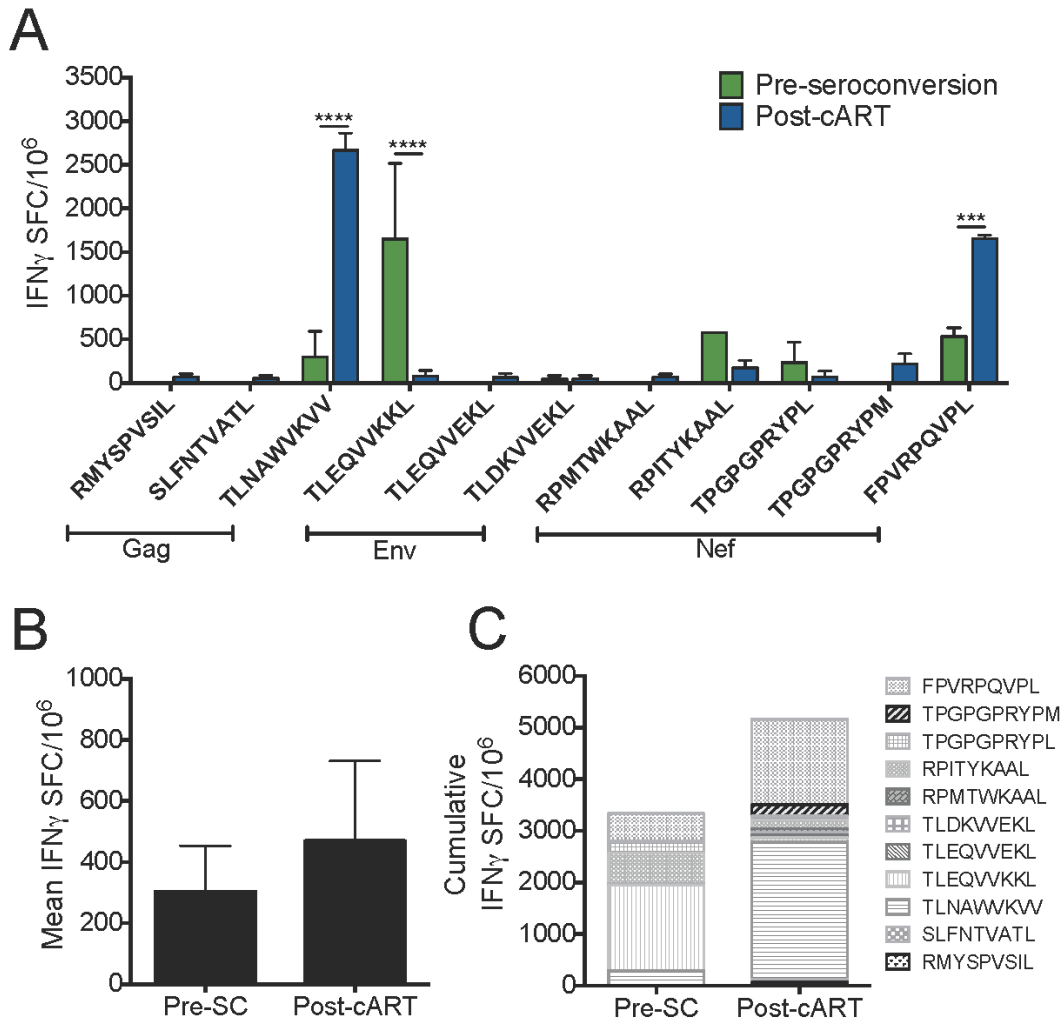 A
Pre-seroconversion
Post-cART
IFNγ SFC/10⁶
3500
3000
2500
2000
1500
1000
500
0
****
****
***
RMYSPVSIL
SLFNTVATL
TLNAWVKVV
TLEQVVKKL
TLEQVVEKL
TLDKVVEKL
RPMTWKAAL
RPITYKAAL
TPGPGPRYPL
TPGPGPRYPM
FPVRPQVPL
Gag
Env
Nef
B
Mean IFNγ SFC/10⁶
1000
800
600
400
200
0
Pre-SC
Post-cART
C
Cumulative
IFNγ SFC/10⁶
6000
5000
4000
3000
2000
1000
0
Pre-SC
Post-cART
FPVRPQVPL
TPGPGPRYPM
TPGPGPRYPL
RPITYKAAL
RPMTWKAAL
TLDKVVEKL
TLEQVVEKL
TLEQVVKKL
TLNAWVKVV
SLFNTVATL
RMYSPVSIL